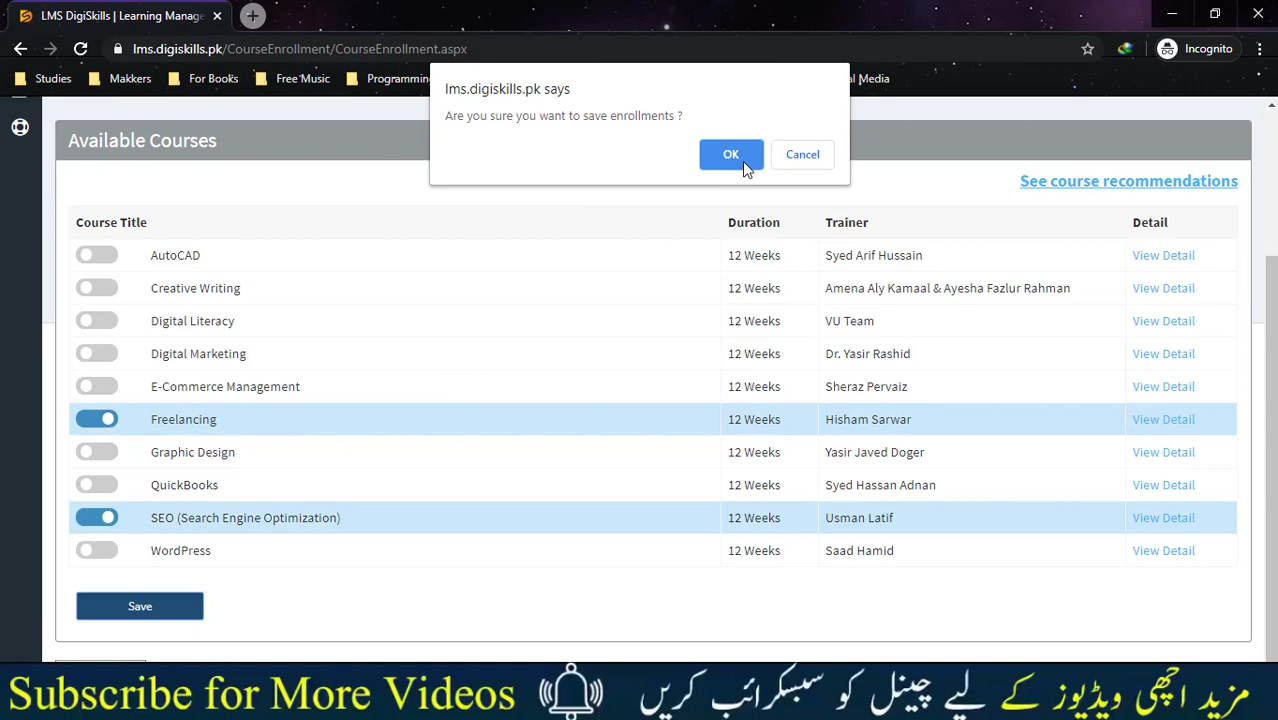 LMS DigiSkills | Learning Manage
lms.digiskills.pk/CourseEnrollment/CourseEnrollment.aspx
Incognito
Studies
Makkers
For Books
Free Music
Programming
al Media
lms.digiskills.pk says
Are you sure you want to save enrollments ?
OK
Cancel
Available Courses
See course recommendations
Course Title Duration Trainer Detail
AutoCAD 12 Weeks Syed Arif Hussain View Detail
Creative Writing 12 Weeks Amena Aly Kamaal & Ayesha Fazlur Rahman View Detail
Digital Literacy 12 Weeks VU Team View Detail
Digital Marketing 12 Weeks Dr. Yasir Rashid View Detail
E-Commerce Management 12 Weeks Sheraz Pervaiz View Detail
Freelancing 12 Weeks Hisham Sarwar View Detail
Graphic Design 12 Weeks Yasir Javed Doger View Detail
QuickBooks 12 Weeks Syed Hassan Adnan View Detail
SEO (Search Engine Optimization) 12 Weeks Usman Latif View Detail
WordPress 12 Weeks Saad Hamid View Detail
Save
Subscribe for More Videos
مزید اچھی ویڈیوز کے لیے چینل کو سبسکرائب کریں